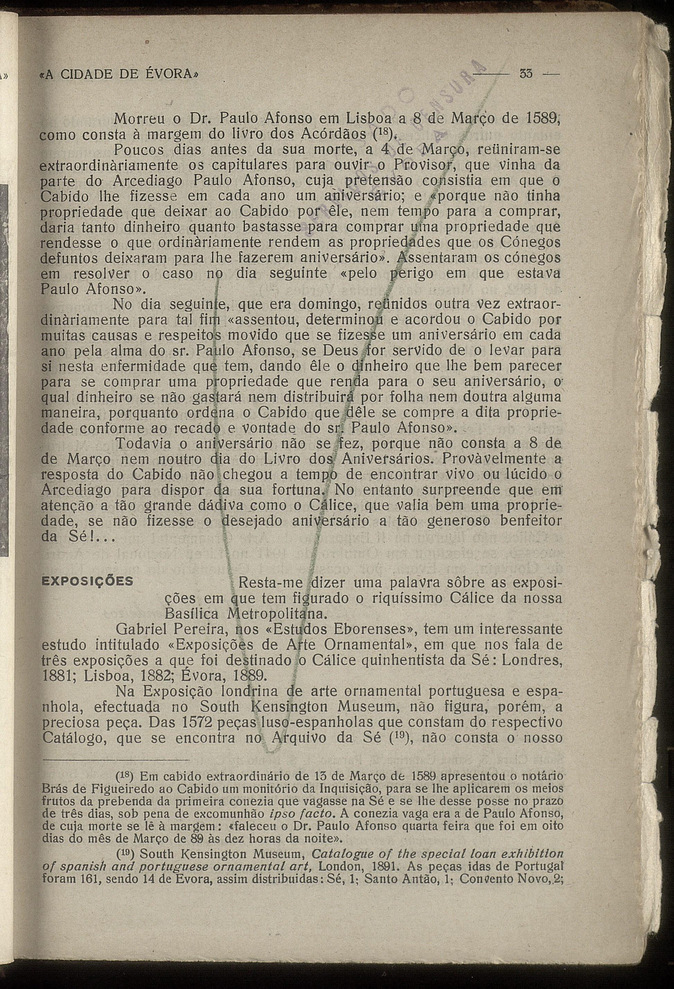 «A CIDADE DE ÉVORA» — 33 —
CENSURA
Morreu o Dr. Paulo Afonso em Lisboa a 8 de Março de 1589,
como consta à margem do livro dos Acórdãos (18).
Poucos dias antes da sua morte, a 4 de Março, reüniram-se
extraordinàriamente os capitulares para ouvir o Provisor, que vinha da
parte do Arcediago Paulo Afonso, cuja pretensão consistia em que o
Cabido lhe fizesse em cada ano um aniversário; e «porque não tinha
propriedade que deixar ao Cabido por êle, nem tempo para a comprar,
daria tanto dinheiro quanto bastasse para comprar uma propriedade que
rendesse o que ordinàriamente rendem as propriedades que os Cónegos
defuntos deixaram para lhe fazerem aniversário». Assentaram os cónegos
em resolver o caso no dia seguinte «pelo perigo em que estava
Paulo Afonso».
No dia seguinte, que era domingo, reünidos outra vez extraor-
dinàriamente para tal fim «assentou, determinou e acordou o Cabido por
muitas causas e respeitos movido que se fizesse um aniversário em cada
ano pela alma do sr. Paulo Afonso, se Deus for servido de o levar para
si nesta enfermidade que tem, dando êle o dinheiro que lhe bem parecer
para se comprar uma propriedade que renda para o seu aniversário, o
qual dinheiro se não gastará nem distribuirá por folha nem doutra alguma
maneira, porquanto ordena o Cabido que dêle se compre a dita proprie-
dade conforme ao recado e vontade do sr. Paulo Afonso».
Todavia o aniversário não se fez, porque não consta a 8 de
de Março nem noutro dia do Livro dos Aniversários. Provàvelmente a
resposta do Cabido não chegou a tempo de encontrar vivo ou lúcido o
Arcediago para dispor da sua fortuna. No entanto surpreende que em
atenção a tão grande dádiva como o Cálice, que valia bem uma proprie-
dade, se não fizesse o desejado aniversário a tão generoso benfeitor
da Sé!...
EXPOSIÇÕES Resta-me dizer uma palavra sôbre as exposi-
ções em que tem figurado o riquíssimo Cálice da nossa
Basílica Metropolitana.
Gabriel Pereira, nos «Estudos Eborenses», tem um interessante
estudo intitulado «Exposições de Arte Ornamental», em que nos fala de
três exposições a que foi destinado o Cálice quinhentista da Sé: Londres,
1881; Lisboa, 1882; Évora, 1889.
Na Exposição londrina de arte ornamental portuguesa e espa-
nhola, efectuada no South Kensington Museum, não figura, porém, a
preciosa peça. Das 1572 peças luso-espanholas que constam do respectivo
Catálogo, que se encontra no Arquivo da Sé (19), não consta o nosso
(18) Em cabido extraordinário de 13 de Março de 1589 apresentou o notário
Brás de Figueiredo ao Cabido um monitório da Inquisição, para se lhe aplicarem os meios
frutos da prebenda da primeira conezia que vagasse na Sé e se lhe desse posse no prazo
de três dias, sob pena de excomunhão ipso facto. A conezia vaga era a de Paulo Afonso,
de cuja morte se lê à margem: «faleceu o Dr. Paulo Afonso quarta feira que foi em oito
dias do mês de Março de 89 às dez horas da noite».
(19) South Kensington Museum, Catalogue of the special loan exhibition
of spanish and portuguese ornamental art, London, 1891. As peças idas de Portugal
foram 161, sendo 14 de Évora, assim distribuidas: Sé, 1; Santo Antão, 1; Convento Novo, 2;